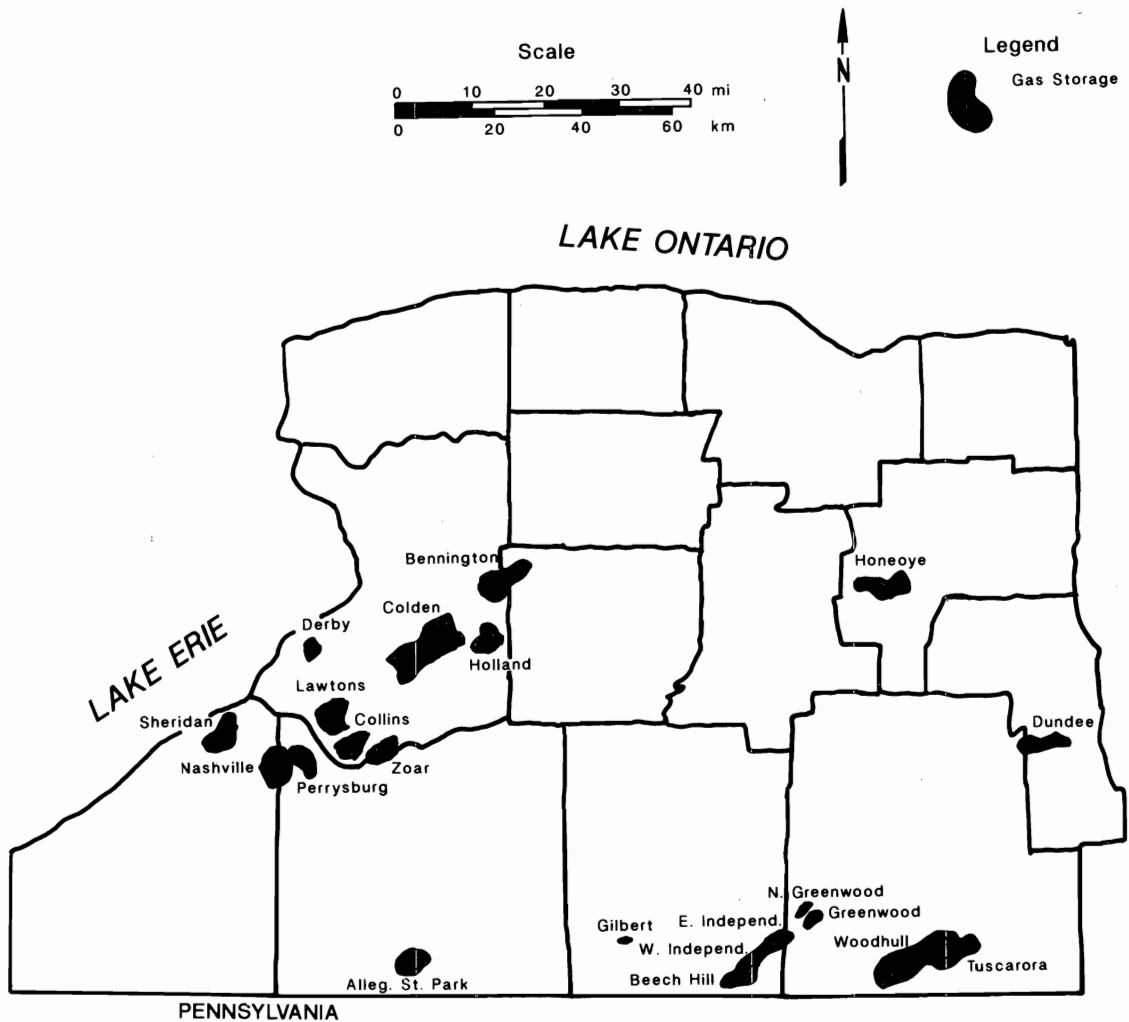 Scale
0 10 20 30 40 mi
0 20 40 60 km
N
Legend
Gas Storage
LAKE ONTARIO
LAKE ERIE
Bennington
Honeoye
Colden
Derby
Holland
Lawtons
Sheridan
Collins
Dundee
Nashville
Zoar
Perrysburg
N. Greenwood
Gilbert
E. Independ.
Greenwood
W. Independ.
Woodhull
Tuscarora
Beech Hill
Alleg. St. Park
PENNSYLVANIA